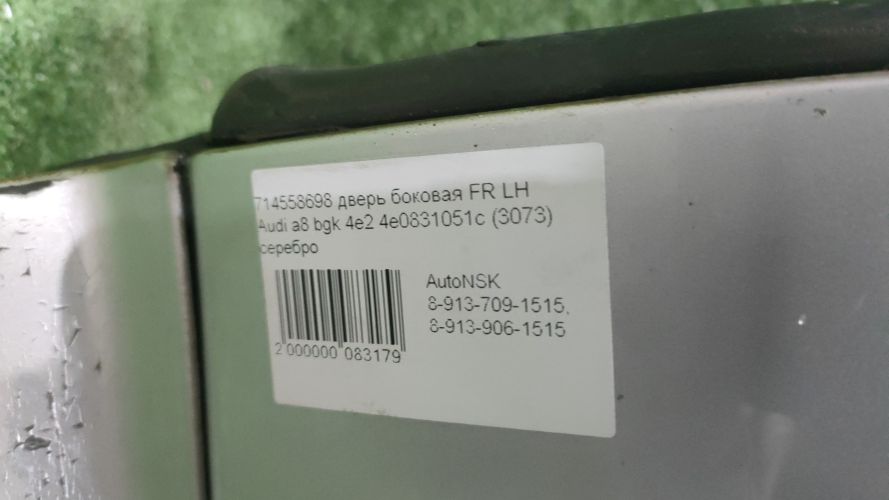 714558698 дверь боковая FR LH
Audi a8 bgk 4e2 4e0831051c (3073)
серебро
AutoNSK
8-913-709-1515,
8-913-906-1515
2 000000 083179